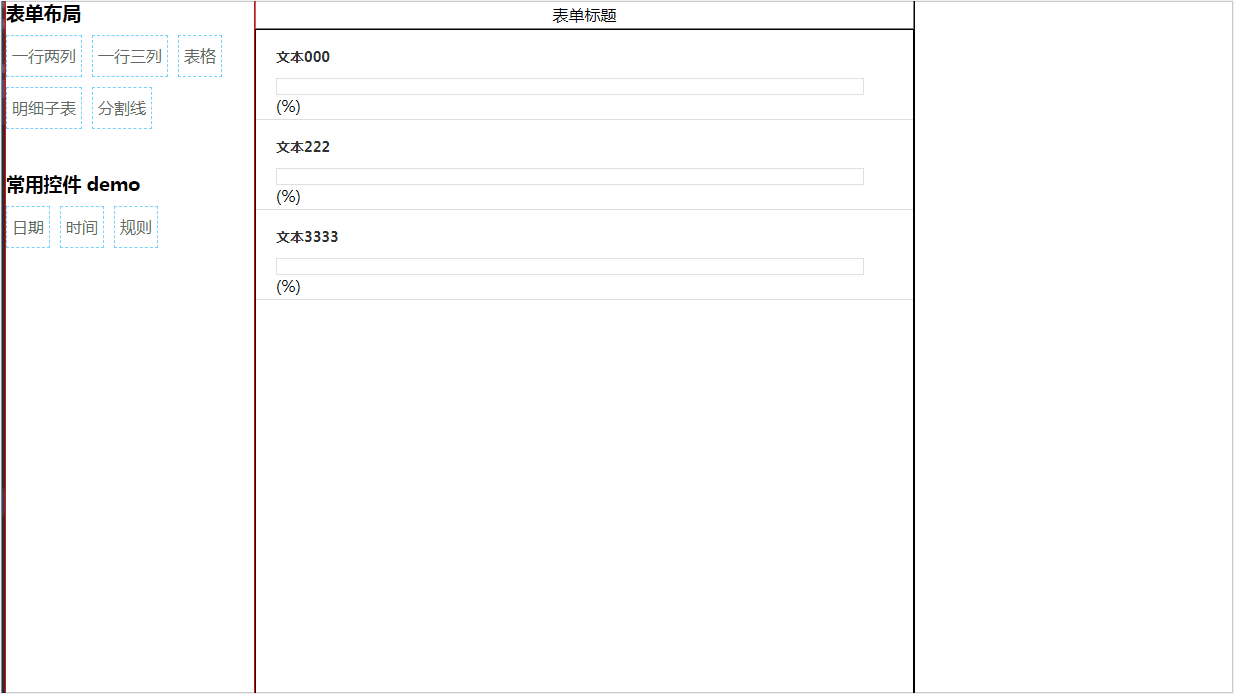 表单布局
一行两列 一行三列 表格
明细子表 分割线
常用控件 demo
日期 时间 规则
表单标题
文本000
(%)
文本222
(%)
文本3333
(%)